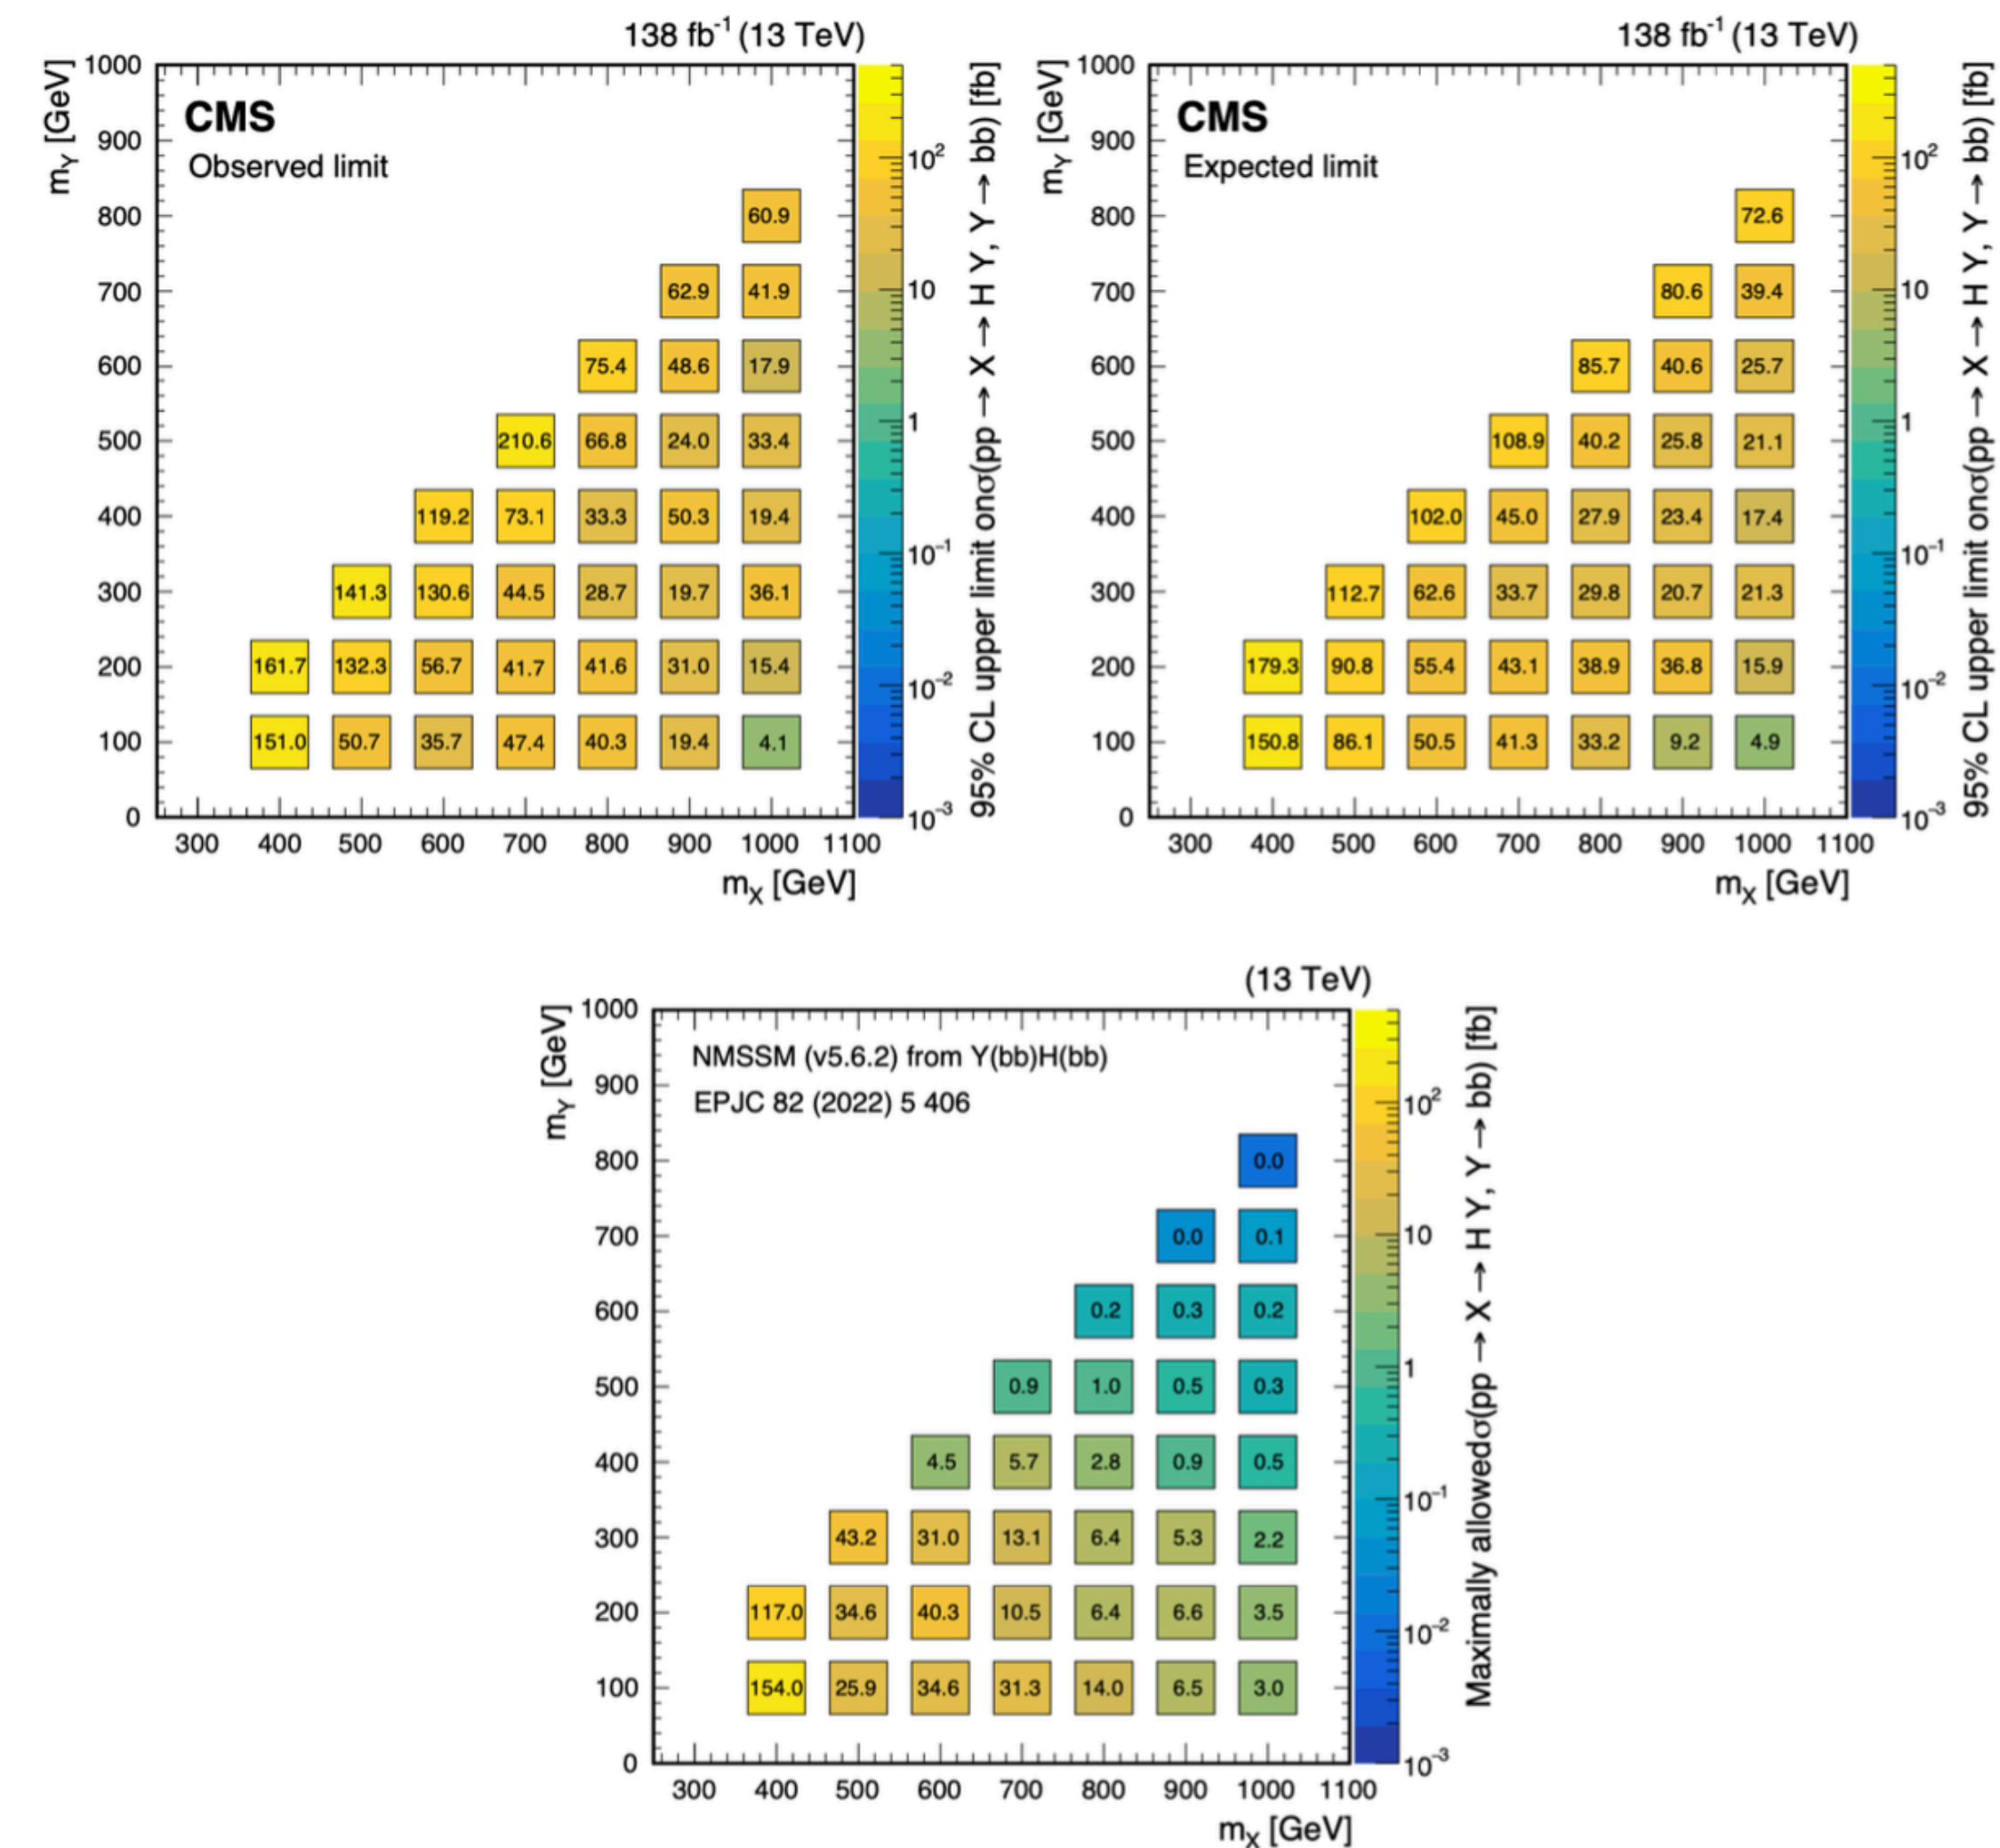 138 fb-1 (13 TeV)
CMS
Observed limit
mY [GeV]
1000
900
800
700
600
500
400
300
200
100
0
60.9
62.9 41.9
75.4 48.6 17.9
210.6 66.8 24.0 33.4
119.2 73.1 33.3 50.3 19.4
141.3 130.6 44.5 28.7 19.7 36.1
161.7 132.3 56.7 41.7 41.6 31.0 15.4
151.0 50.7 35.7 47.4 40.3 19.4 4.1
300 400 500 600 700 800 900 1000 1100
mX [GeV]
10²
10
1
10⁻¹
10⁻²
10⁻³
95% CL upper limit onσ(pp → X → H Y, Y → bb) [fb]
138 fb-1 (13 TeV)
CMS
Expected limit
mY [GeV]
1000
900
800
700
600
500
400
300
200
100
0
72.6
80.6 39.4
85.7 40.6 25.7
108.9 40.2 25.8 21.1
102.0 45.0 27.9 23.4 17.4
112.7 62.6 33.7 29.8 20.7 21.3
179.3 90.8 55.4 43.1 38.9 36.8 15.9
150.8 86.1 50.5 41.3 33.2 9.2 4.9
300 400 500 600 700 800 900 1000 1100
mX [GeV]
10²
10
1
10⁻¹
10⁻²
10⁻³
95% CL upper limit onσ(pp → X → H Y, Y → bb) [fb]
(13 TeV)
NMSSM (v5.6.2) from Y(bb)H(bb)
EPJC 82 (2022) 5 406
mY [GeV]
1000
900
800
700
600
500
400
300
200
100
0
0.0
0.0 0.1
0.2 0.3 0.2
0.9 1.0 0.5 0.3
4.5 5.7 2.8 0.9 0.5
43.2 31.0 13.1 6.4 5.3 2.2
117.0 34.6 40.3 10.5 6.4 6.6 3.5
154.0 25.9 34.6 31.3 14.0 6.5 3.0
300 400 500 600 700 800 900 1000 1100
mX [GeV]
10²
10
1
10⁻¹
10⁻²
10⁻³
Maximally allowedσ(pp → X → H Y, Y → bb) [fb]